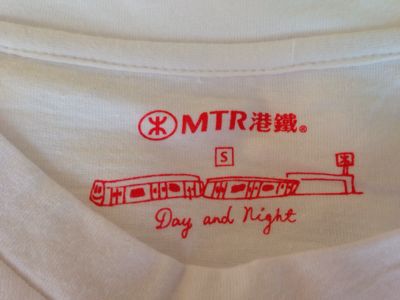 MTR港鐵®
S
Day and Night